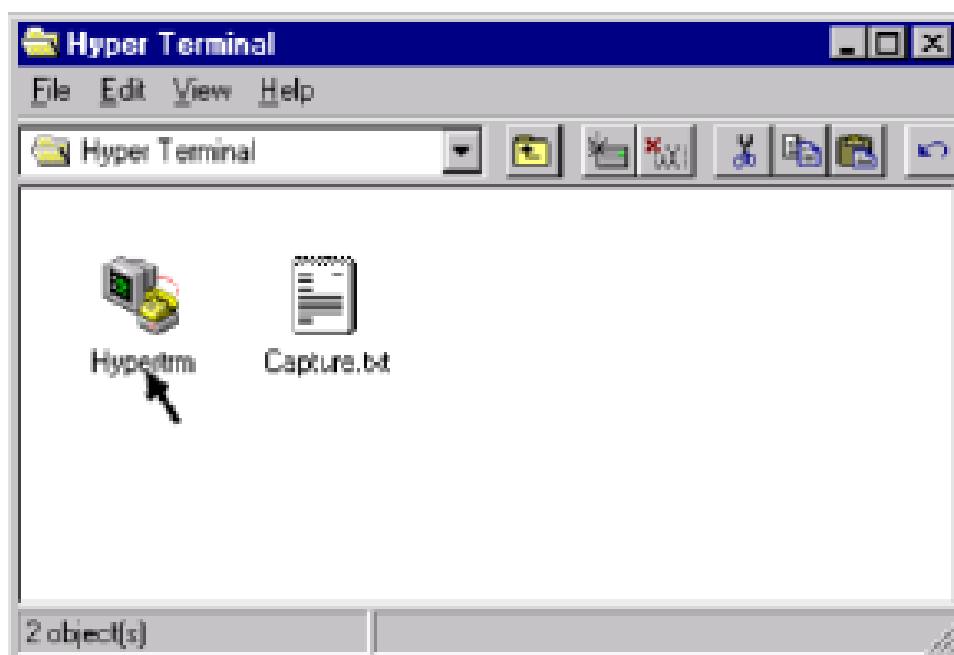 Hyper Terminal
File Edit View Help
Hyper Terminal
Hypertrm Capture.txt
2 object(s)